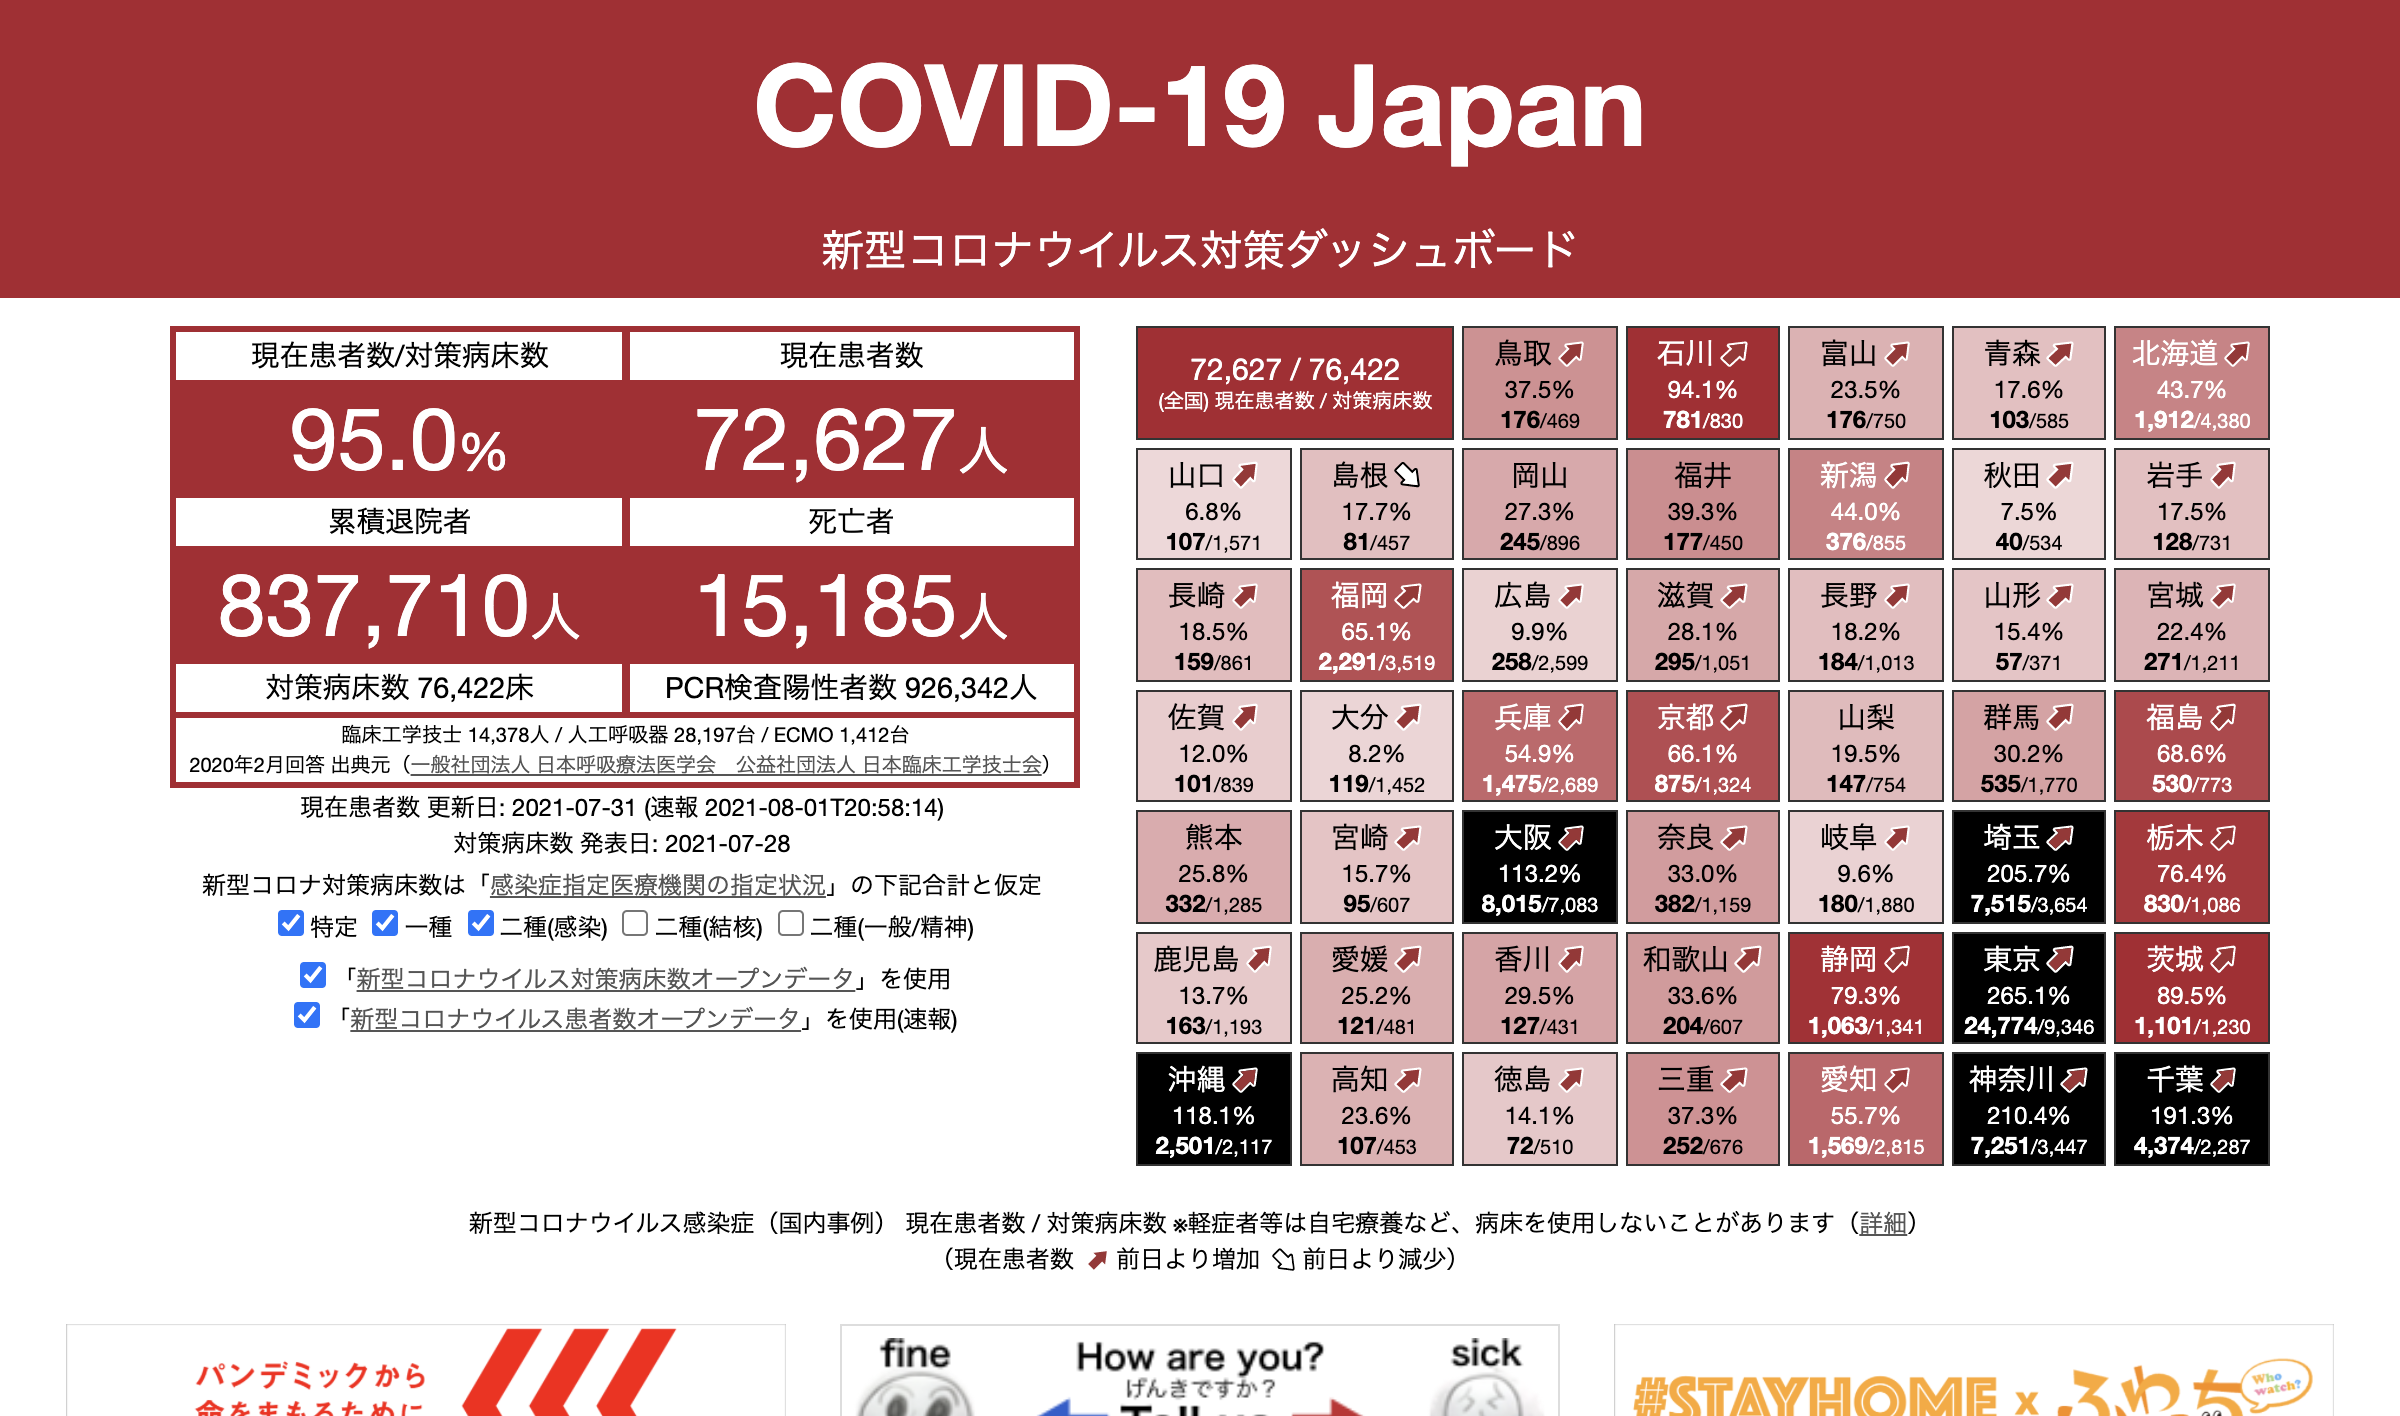 COVID-19 Japan
新型コロナウイルス対策ダッシュボード
現在患者数/対策病床数
現在患者数
95.0%
72,627人
累積退院者
死亡者
837,710人
15,185人
対策病床数 76,422床
PCR検査陽性者数 926,342人
臨床工学技士 14,378人 / 人工呼吸器 28,197台 / ECMO 1,412台
2020年2月回答 出典元（一般社団法人 日本呼吸療法医学会　公益社団法人 日本臨床工学技士会）
現在患者数 更新日: 2021-07-31 (速報 2021-08-01T20:58:14)
対策病床数 発表日: 2021-07-28
新型コロナ対策病床数は「感染症指定医療機関の指定状況」の下記合計と仮定
特定 一種 二種(感染) 二種(結核) 二種(一般/精神)
「新型コロナウイルス対策病床数オープンデータ」を使用
「新型コロナウイルス患者数オープンデータ」を使用(速報)
72,627 / 76,422
(全国) 現在患者数 / 対策病床数
鳥取
37.5%
176/469
石川
94.1%
781/830
富山
23.5%
176/750
青森
17.6%
103/585
北海道
43.7%
1,912/4,380
山口
6.8%
107/1,571
島根
17.7%
81/457
岡山
27.3%
245/896
福井
39.3%
177/450
新潟
44.0%
376/855
秋田
7.5%
40/534
岩手
17.5%
128/731
長崎
18.5%
159/861
福岡
65.1%
2,291/3,519
広島
9.9%
258/2,599
滋賀
28.1%
295/1,051
長野
18.2%
184/1,013
山形
15.4%
57/371
宮城
22.4%
271/1,211
佐賀
12.0%
101/839
大分
8.2%
119/1,452
兵庫
54.9%
1,475/2,689
京都
66.1%
875/1,324
山梨
19.5%
147/754
群馬
30.2%
535/1,770
福島
68.6%
530/773
熊本
25.8%
332/1,285
宮崎
15.7%
95/607
大阪
113.2%
8,015/7,083
奈良
33.0%
382/1,159
岐阜
9.6%
180/1,880
埼玉
205.7%
7,515/3,654
栃木
76.4%
830/1,086
鹿児島
13.7%
163/1,193
愛媛
25.2%
121/481
香川
29.5%
127/431
和歌山
33.6%
204/607
静岡
79.3%
1,063/1,341
東京
265.1%
24,774/9,346
茨城
89.5%
1,101/1,230
沖縄
118.1%
2,501/2,117
高知
23.6%
107/453
徳島
14.1%
72/510
三重
37.3%
252/676
愛知
55.7%
1,569/2,815
神奈川
210.4%
7,251/3,447
千葉
191.3%
4,374/2,287
新型コロナウイルス感染症（国内事例） 現在患者数 / 対策病床数 ※軽症者等は自宅療養など、病床を使用しないことがあります（詳細）
（現在患者数 前日より増加 前日より減少）
パンデミックから
命をまもるために
fine
How are you?
sick
げんきですか？
Tell us
#STAYHOME x ふわっち
Who watch?